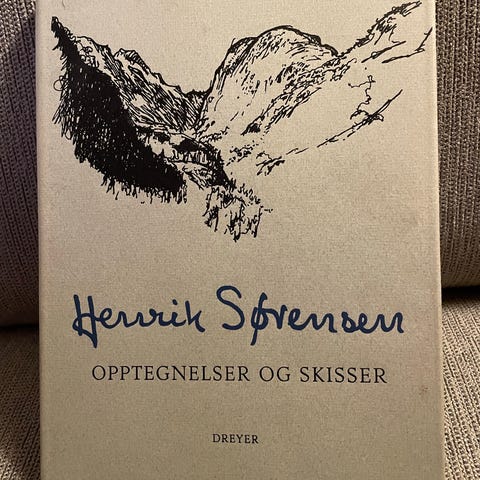 Henrik Sørensen
OPPTEGNELSER OG SKISSER
DREYER